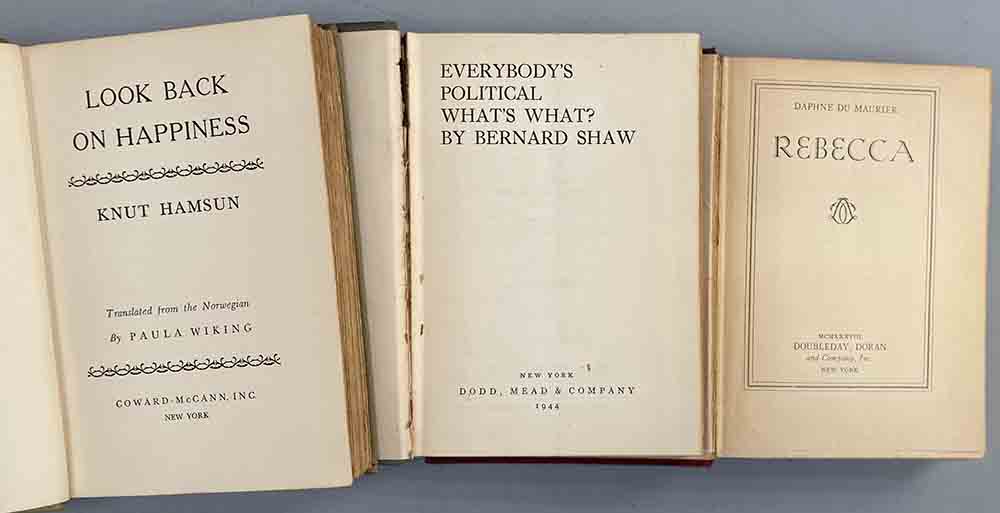 LOOK BACK
ON HAPPINESS
KNUT HAMSUN
Translated from the Norwegian
By PAULA WIKING
COWARD-McCANN, INC.
NEW YORK
EVERYBODY'S
POLITICAL
WHAT'S WHAT?
BY BERNARD SHAW
NEW YORK
DODD, MEAD & COMPANY
1944
DAPHNE DU MAURIER
REBECCA
MCMXXXVIII
DOUBLEDAY, DORAN
and Company, Inc.
NEW YORK